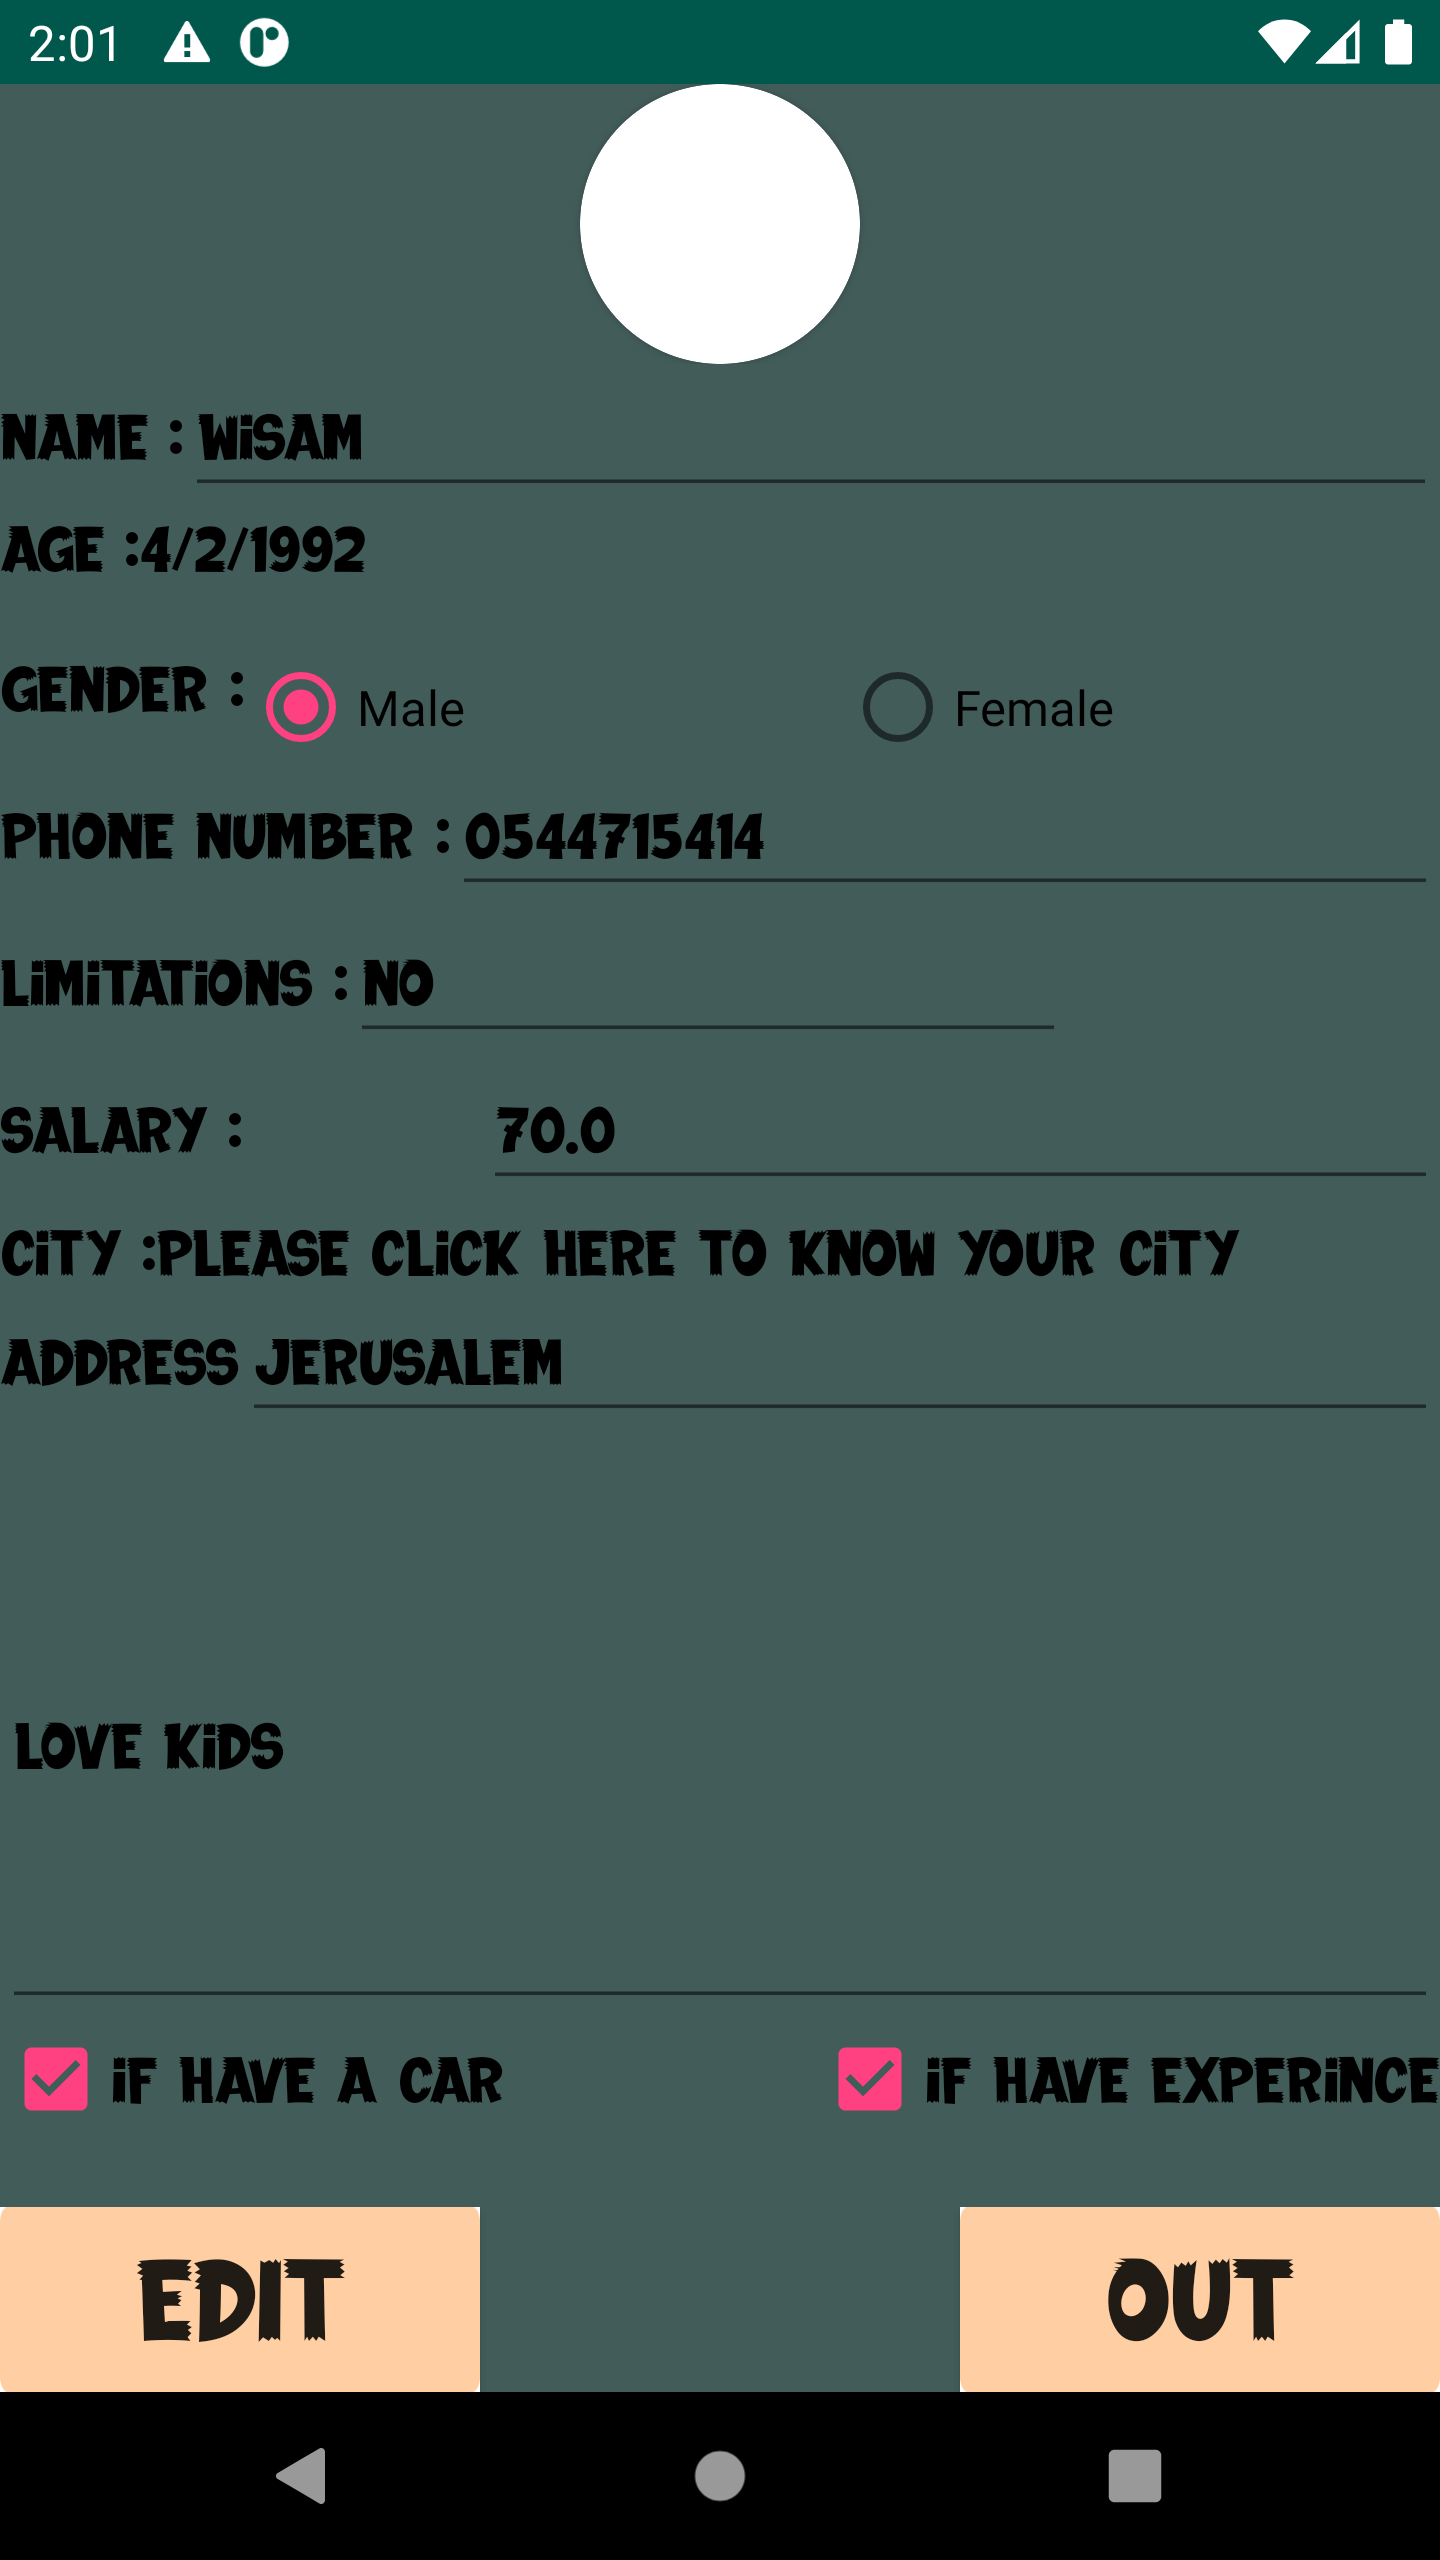 2:01
NAME : WiSAM
AGE :4/2/1992
GENDER : Male Female
PHONE NUMBER : 0544715414
LiMiTATiONS : NO
SALARY : 70.0
CiTY :PLEASE CLiCK HERE TO KNOW YOUR CiTY
ADDRESS JERUSALEM
LOVE KiDS
iF HAVE A CAR iF HAVE EXPERiNCE
EDIT OUT